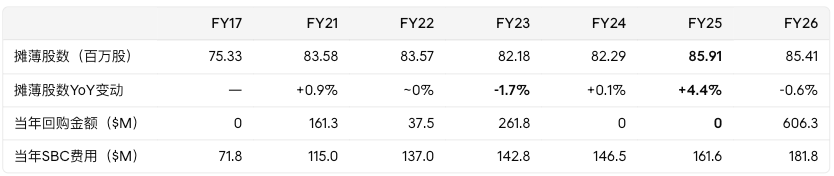 FY17 FY21 FY22 FY23 FY24 FY25 FY26
摊薄股数（百万股） 75.33 83.58 83.57 82.18 82.29 85.91 85.41
摊薄股数YoY变动 — +0.9% ~0% -1.7% +0.1% +4.4% -0.6%
当年回购金额（$M） 0 161.3 37.5 261.8 0 0 606.3
当年SBC费用（$M） 71.8 115.0 137.0 142.8 146.5 161.6 181.8